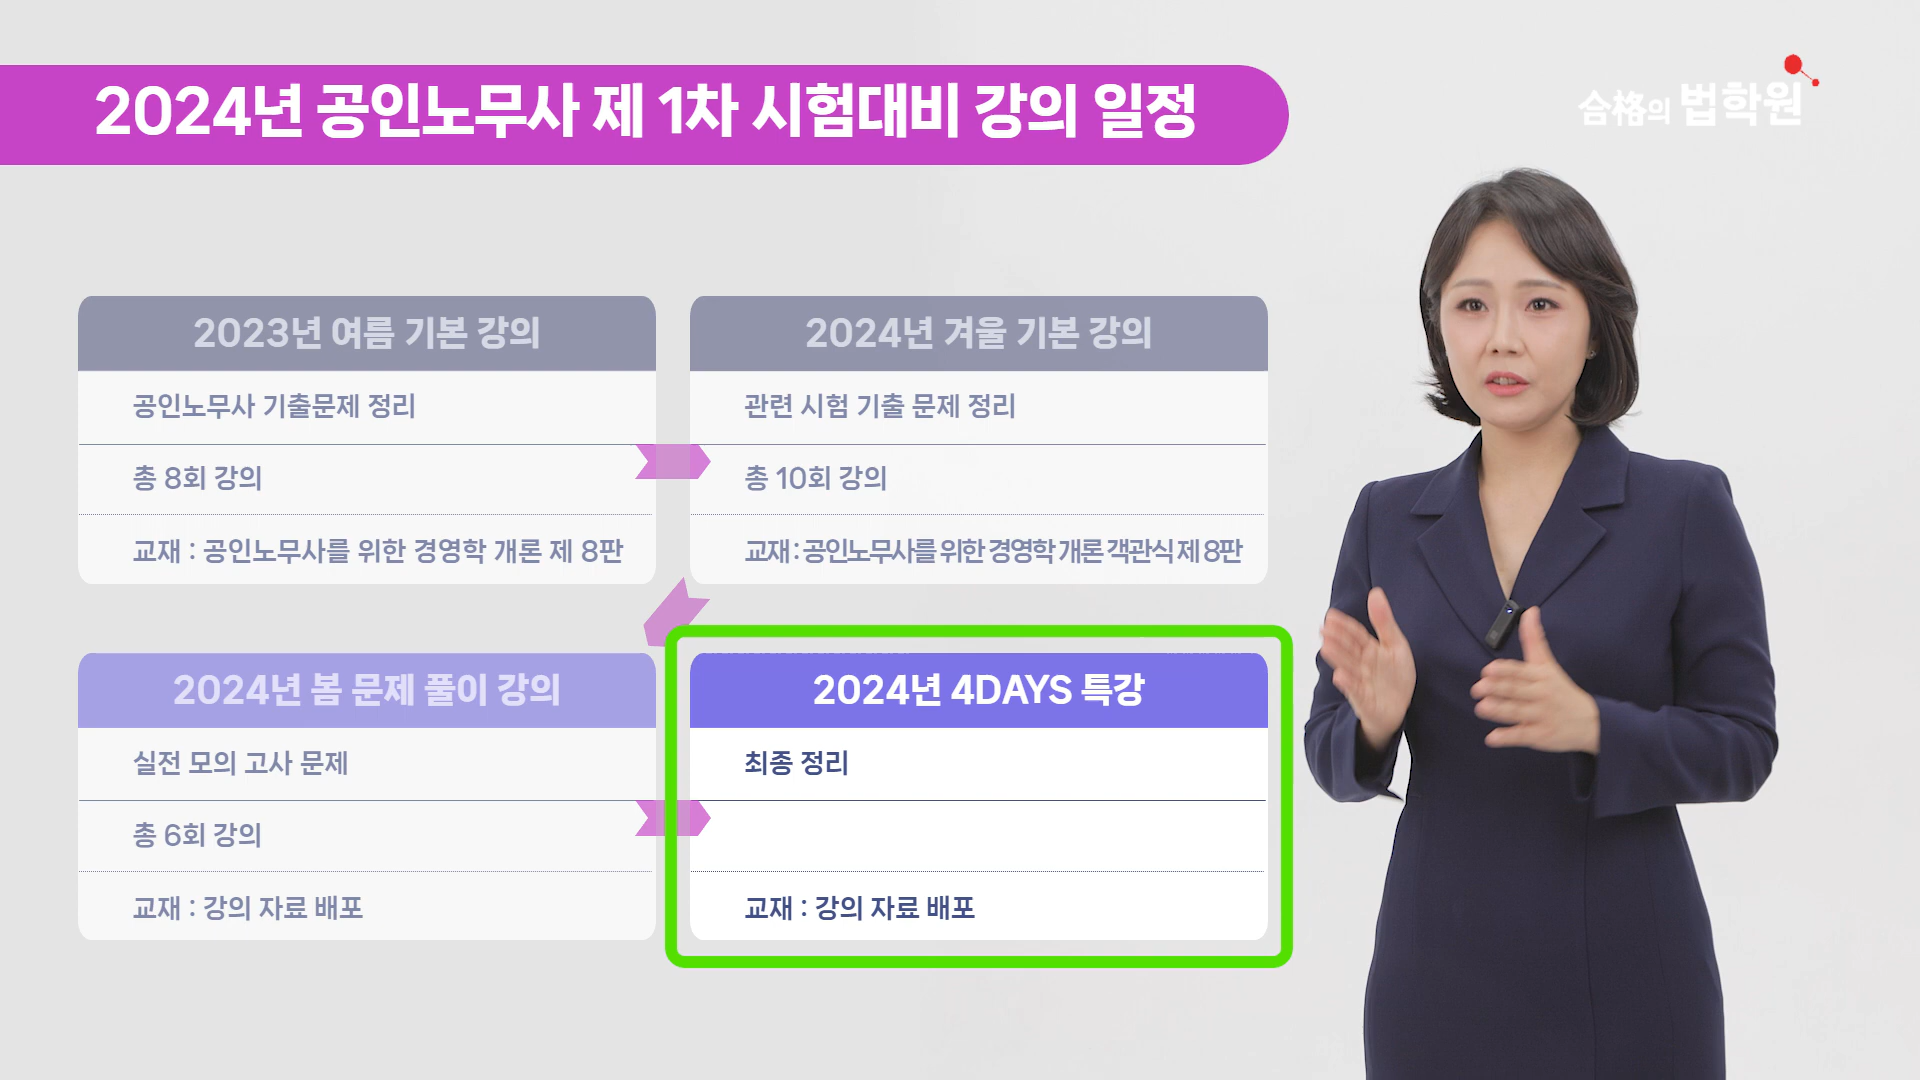 2024년 공인노무사 제 1차 시험대비 강의 일정
合格의 법학원
2023년 여름 기본 강의
공인노무사 기출문제 정리
총 8회 강의
교재 : 공인노무사를 위한 경영학 개론 제 8판
2024년 겨울 기본 강의
관련 시험 기출 문제 정리
총 10회 강의
교재 : 공인노무사를 위한 경영학 개론 객관식 제 8판
2024년 봄 문제 풀이 강의
실전 모의 고사 문제
총 6회 강의
교재 : 강의 자료 배포
2024년 4DAYS 특강
최종 정리
교재 : 강의 자료 배포